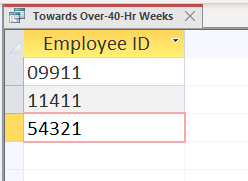 Towards Over-40-Hr Weeks
Employee ID
09911
11411
54321